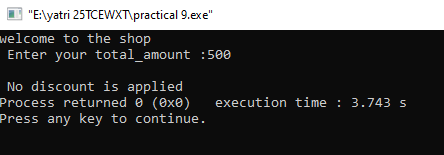 "E:\yatri 25TCEWXT\practical 9.exe"
welcome to the shop
Enter your total_amount :500
No discount is applied
Process returned 0 (0x0)   execution time : 3.743 s
Press any key to continue.